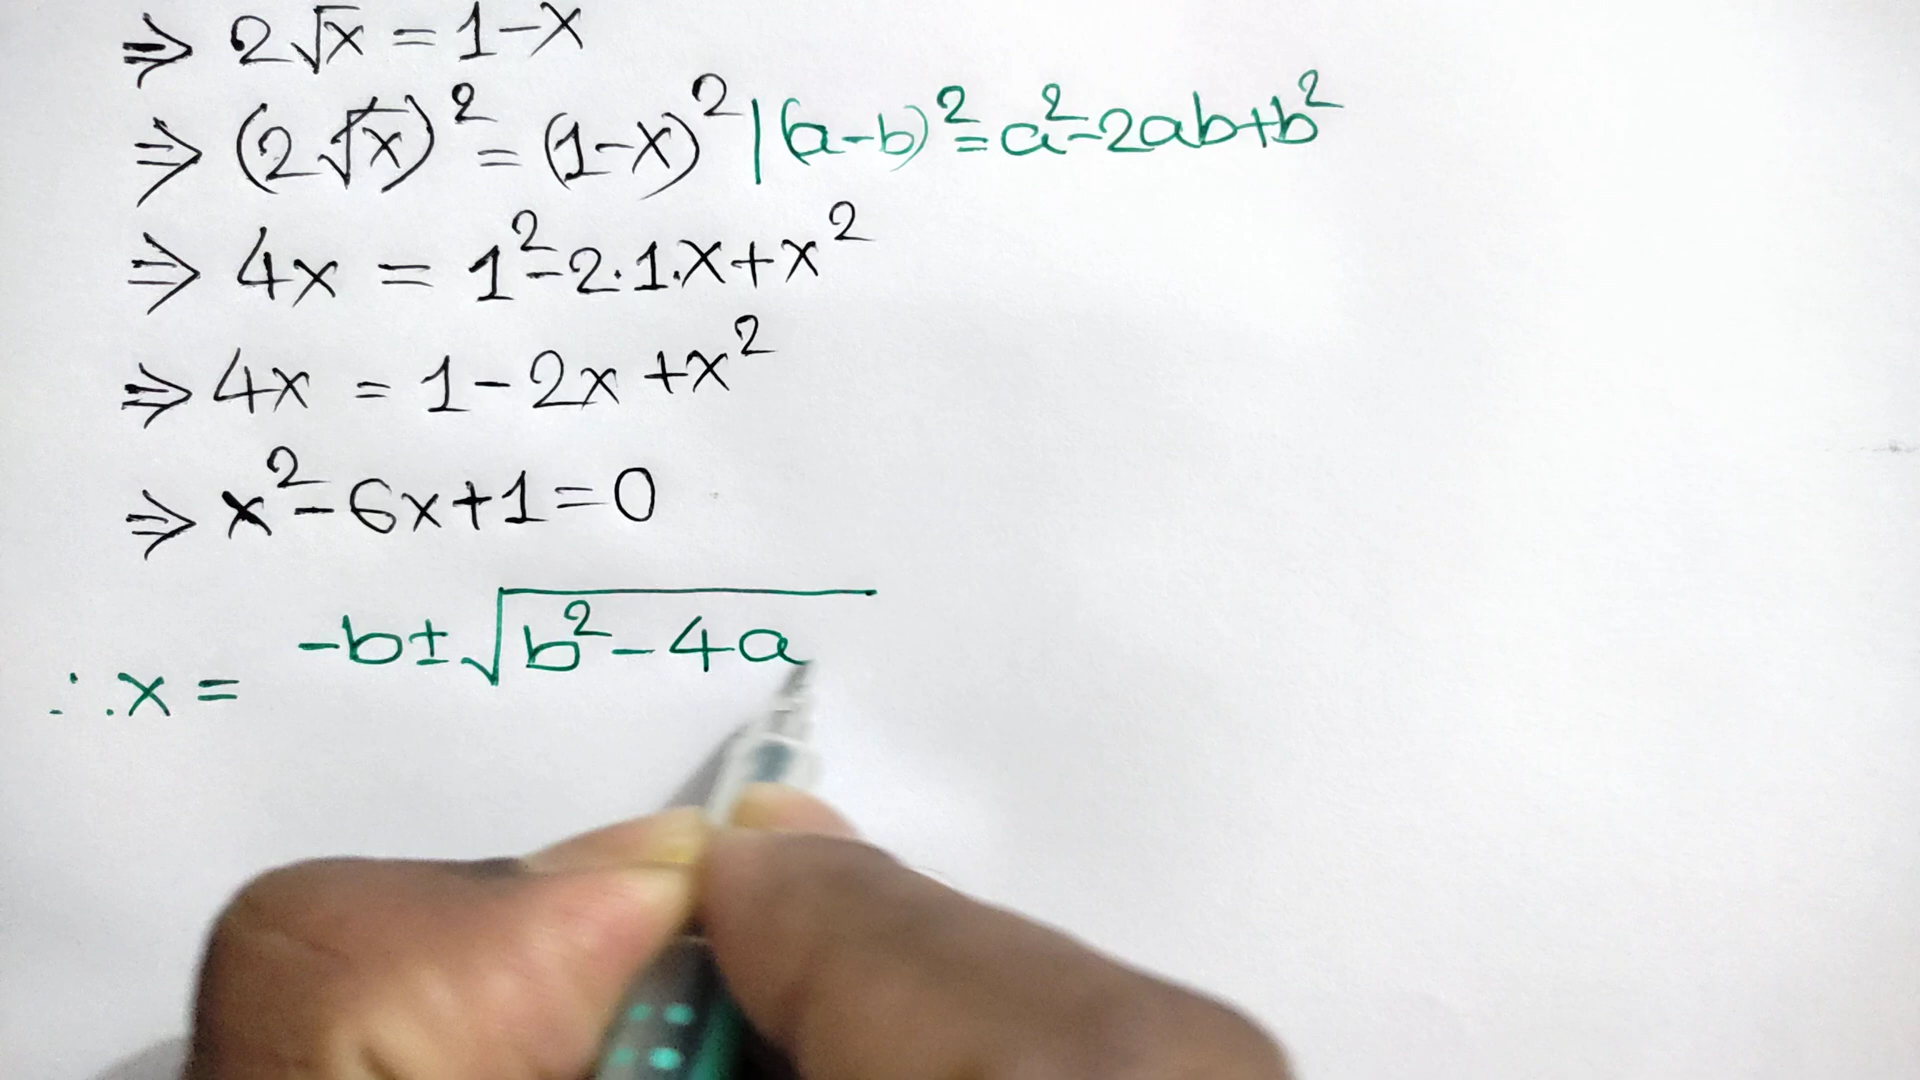 ⇒ 2√x = 1-x
⇒ (2√x)² = (1-x)² | (a-b)² = a²-2ab+b²
⇒ 4x = 1²-2·1·x+x²
⇒ 4x = 1-2x+x²
⇒ x²-6x+1=0
∴ x = -b±√b²-4a